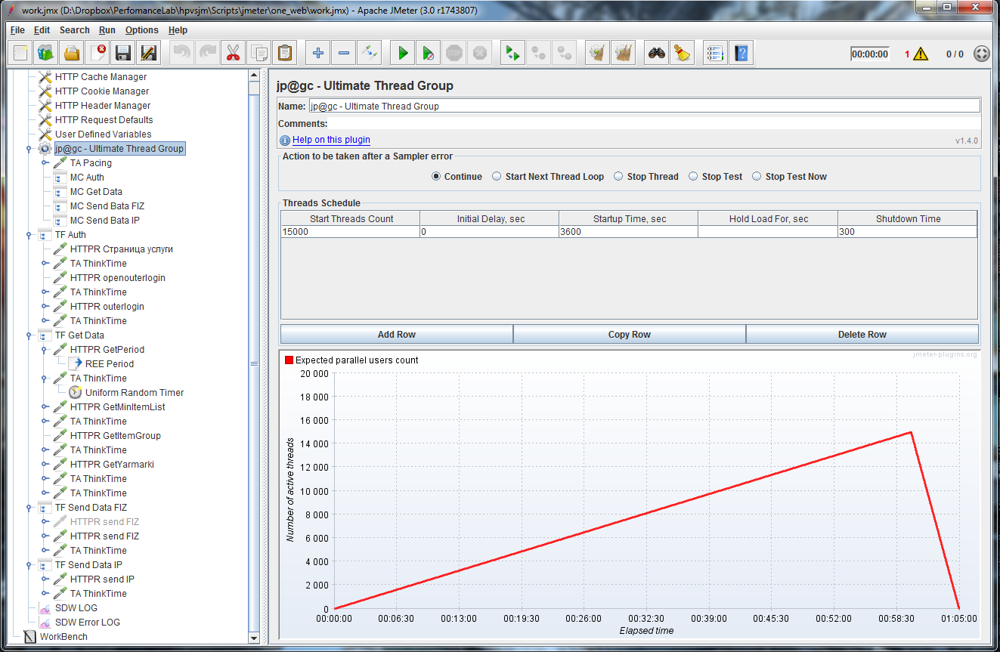 work.jmx (D:\Dropbox\PerfomanceLab\hpvsjm\Scripts\jmeter\one_web\work.jmx) - Apache JMeter (3.0 r1743807)
File Edit Search Run Options Help
00:00:00 1 0 / 0
HTTP Cache Manager
HTTP Cookie Manager
HTTP Header Manager
HTTP Request Defaults
User Defined Variables
jp@gc - Ultimate Thread Group
TA Pacing
MC Auth
MC Get Data
MC Send Bata FIZ
MC Send Bata IP
TF Auth
HTTPR Страница услуги
TA ThinkTime
HTTPR openouterlogin
TA ThinkTime
HTTPR outerlogin
TA ThinkTime
TF Get Data
HTTPR GetPeriod
REE Period
TA ThinkTime
Uniform Random Timer
HTTPR GetMinItemList
TA ThinkTime
HTTPR GetItemGroup
TA ThinkTime
HTTPR GetYarmarki
TA ThinkTime
TA ThinkTime
TF Send Data FIZ
HTTPR send FIZ
HTTPR send FIZ
TA ThinkTime
TF Send Data IP
HTTPR send IP
TA ThinkTime
SDW LOG
SDW Error LOG
WorkBench
jp@gc - Ultimate Thread Group
Name: jp@gc - Ultimate Thread Group
Comments:
Help on this plugin v1.4.0
Action to be taken after a Sampler error
Continue Start Next Thread Loop Stop Thread Stop Test Stop Test Now
Threads Schedule
Start Threads Count Initial Delay, sec Startup Time, sec Hold Load For, sec Shutdown Time
15000 0 3600 300
Add Row Copy Row Delete Row
jmeter-plugins.org
Expected parallel users count
20 000
18 000
16 000
14 000
12 000
10 000
8 000
6 000
4 000
2 000
0
Number of active threads
00:00:00 00:06:30 00:13:00 00:19:30 00:26:00 00:32:30 00:39:00 00:45:30 00:52:00 00:58:30 01:05:00
Elapsed time